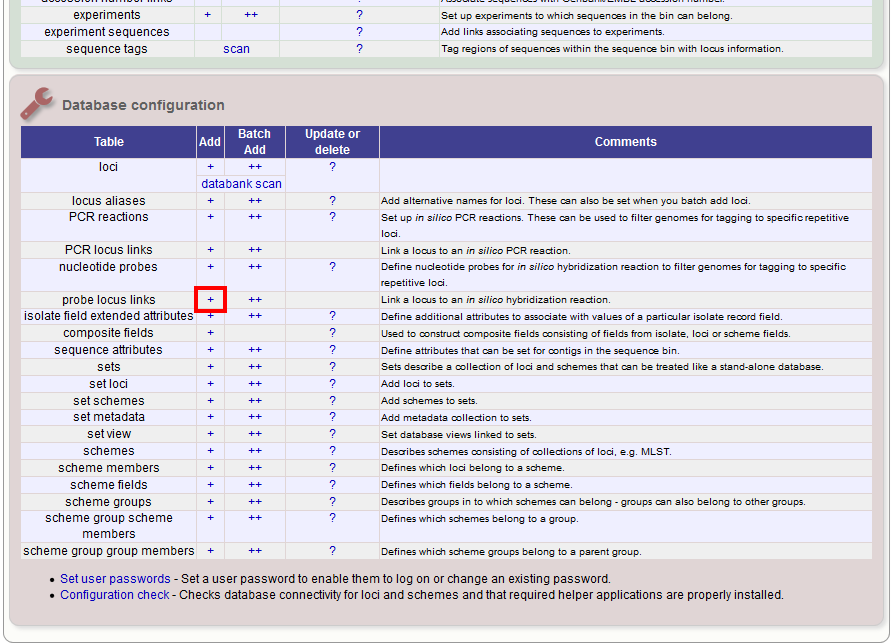 experiments + ++ ? Set up experiments to which sequences in the bin can belong.
experiment sequences ? Add links associating sequences to experiments.
sequence tags scan ? Tag regions of sequences within the sequence bin with locus information.
Database configuration
Table Add Batch Add Update or delete Comments
loci + ++ ?
databank scan
locus aliases + ++ ? Add alternative names for loci. These can also be set when you batch add loci.
PCR reactions + ++ ? Set up in silico PCR reactions. These can be used to filter genomes for tagging to specific repetitive
loci.
PCR locus links + ++ Link a locus to an in silico PCR reaction.
nucleotide probes + ++ ? Define nucleotide probes for in silico hybridization reaction to filter genomes for tagging to specific
repetitive loci.
probe locus links + ++ Link a locus to an in silico hybridization reaction.
isolate field extended attributes + ++ ? Define additional attributes to associate with values of a particular isolate record field.
composite fields + ? Used to construct composite fields consisting of fields from isolate, loci or scheme fields.
sequence attributes + ++ ? Define attributes that can be set for contigs in the sequence bin.
sets + ++ ? Sets describe a collection of loci and schemes that can be treated like a stand-alone database.
set loci + ++ ? Add loci to sets.
set schemes + ++ ? Add schemes to sets.
set metadata + ++ ? Add metadata collection to sets.
set view + ++ ? Set database views linked to sets.
schemes + ++ ? Describes schemes consisting of collections of loci, e.g. MLST.
scheme members + ++ ? Defines which loci belong to a scheme.
scheme fields + ++ ? Defines which fields belong to a scheme.
scheme groups + ++ ? Describes groups in to which schemes can belong - groups can also belong to other groups.
scheme group scheme + ++ ? Defines which schemes belong to a group.
members
scheme group group members + ++ ? Defines which scheme groups belong to a parent group.
• Set user passwords - Set a user password to enable them to log on or change an existing password.
• Configuration check - Checks database connectivity for loci and schemes and that required helper applications are properly installed.